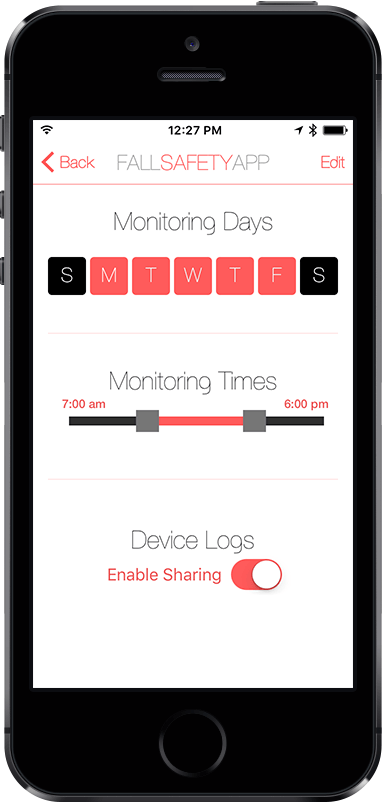 12:27 PM
Back FALLSAFETYAPP Edit
Monitoring Days
S M T W T F S
Monitoring Times
7:00 am 6:00 pm
Device Logs
Enable Sharing